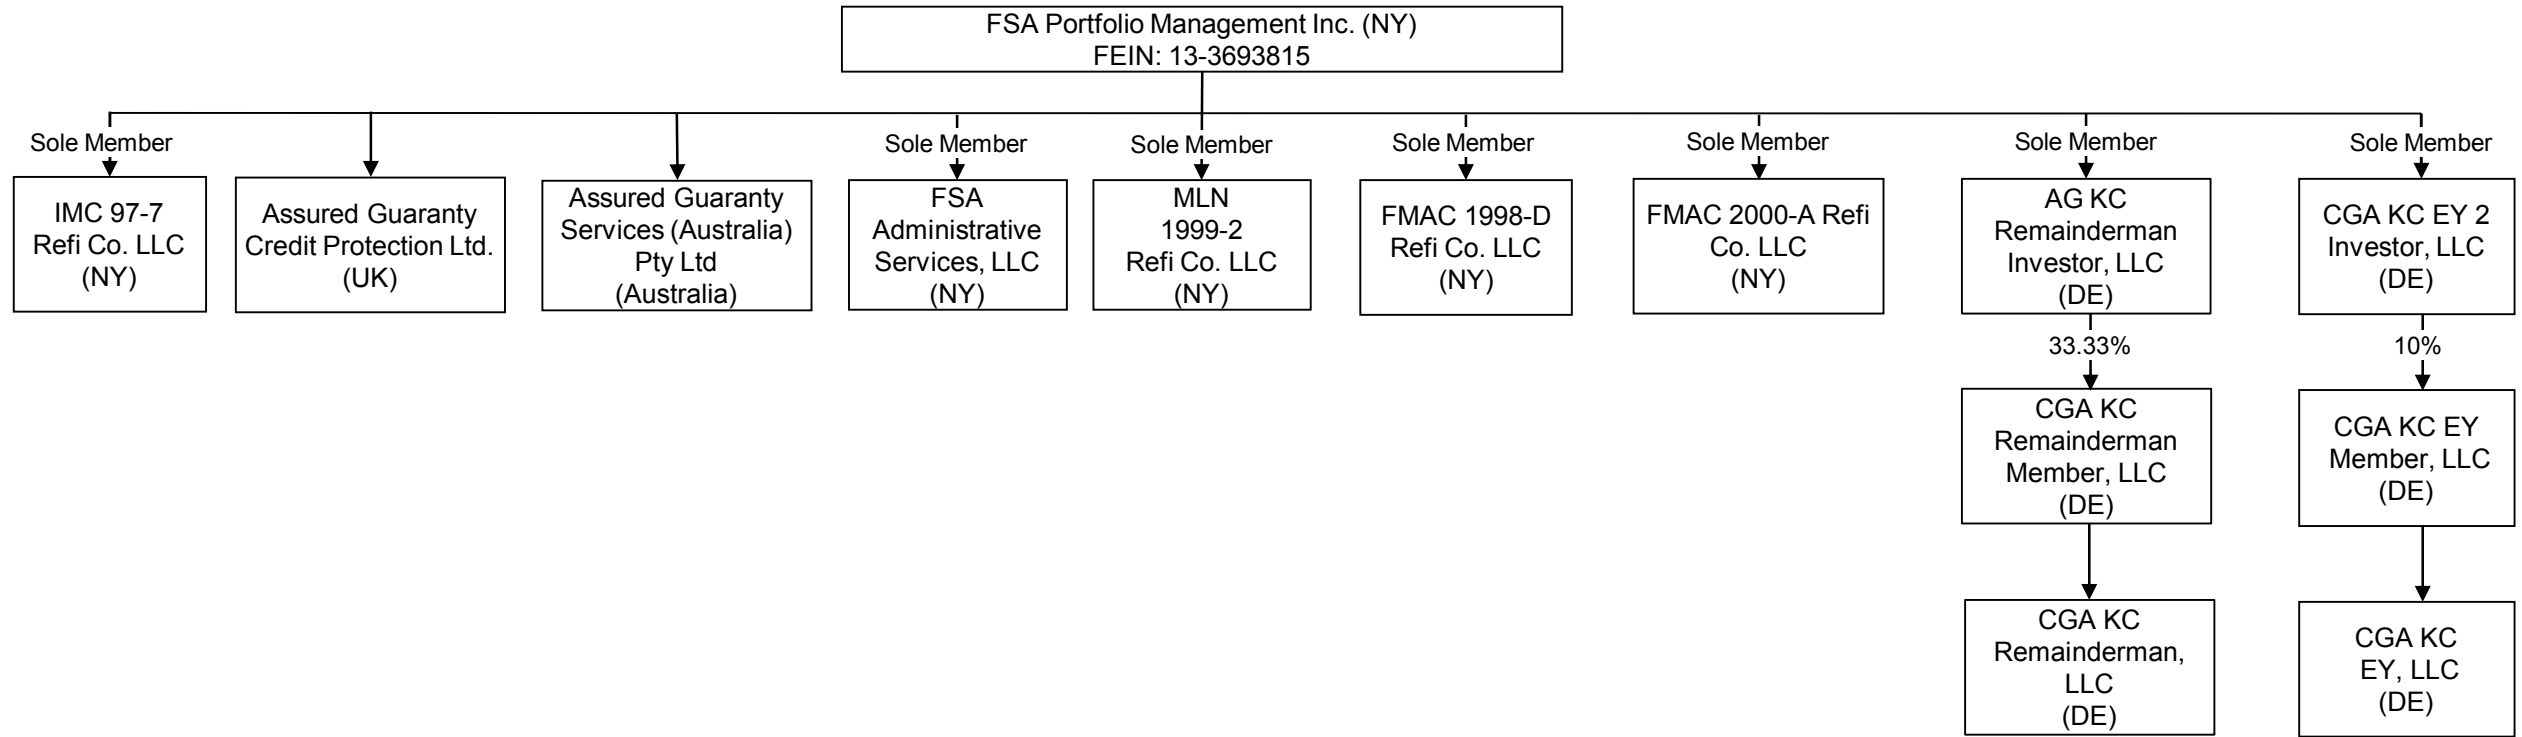 FSA Portfolio Management Inc. (NY)
FEIN: 13-3693815
Sole Member
Sole Member
Sole Member
Sole Member
Sole Member
Sole Member
Sole Member
IMC 97-7
Refi Co. LLC
(NY)
Assured Guaranty
Credit Protection Ltd.
(UK)
Assured Guaranty
Services (Australia)
Pty Ltd
(Australia)
FSA
Administrative
Services, LLC
(NY)
MLN
1999-2
Refi Co. LLC
(NY)
FMAC 1998-D
Refi Co. LLC
(NY)
FMAC 2000-A Refi
Co. LLC
(NY)
AG KC
Remainderman
Investor, LLC
(DE)
CGA KC EY 2
Investor, LLC
(DE)
33.33%
10%
CGA KC
Remainderman
Member, LLC
(DE)
CGA KC EY
Member, LLC
(DE)
CGA KC
Remainderman,
LLC
(DE)
CGA KC
EY, LLC
(DE)